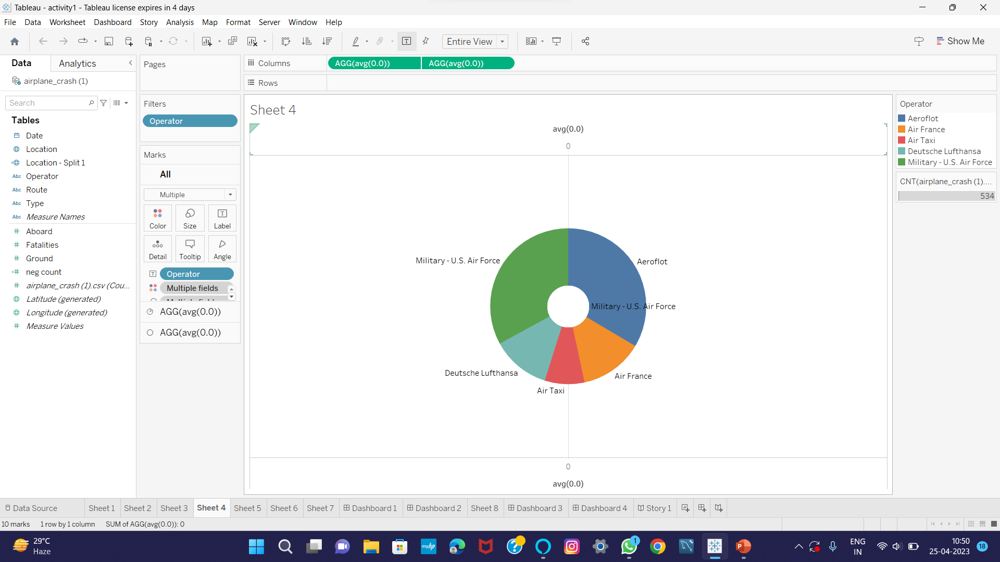 Tableau - activity1 - Tableau license expires in 4 days
File Data Worksheet Dashboard Story Analysis Map Format Server Window Help
Entire View
Show Me
Data Analytics
airplane_crash (1)
Search
Tables
Date
Location
Location - Split 1
Abc Operator
Abc Route
Abc Type
Abc Measure Names
Aboard
Fatalities
Ground
neg count
airplane_crash (1).csv (Cou...
Latitude (generated)
Longitude (generated)
Measure Values
Pages
Filters
Operator
Marks
All
Multiple
Color Size Label
Detail Tooltip Angle
Operator
Multiple fields
AGG(avg(0.0))
AGG(avg(0.0))
Columns AGG(avg(0.0)) AGG(avg(0.0))
Rows
Sheet 4
avg(0.0)
0
Military - U.S. Air Force
Aeroflot
Military - U.S. Air Force
Deutsche Lufthansa
Air France
Air Taxi
0
avg(0.0)
Operator
Aeroflot
Air France
Air Taxi
Deutsche Lufthansa
Military - U.S. Air Force
CNT(airplane_crash (1)....
534
Data Source Sheet 1 Sheet 2 Sheet 3 Sheet 4 Sheet 5 Sheet 6 Sheet 7 Dashboard 1 Dashboard 2 Sheet 8 Dashboard 3 Dashboard 4 Story 1
10 marks 1 row by 1 column SUM of AGG(avg(0.0)): 0
29°C
Haze
myhp
1
ENG
IN
10:50
25-04-2023
18